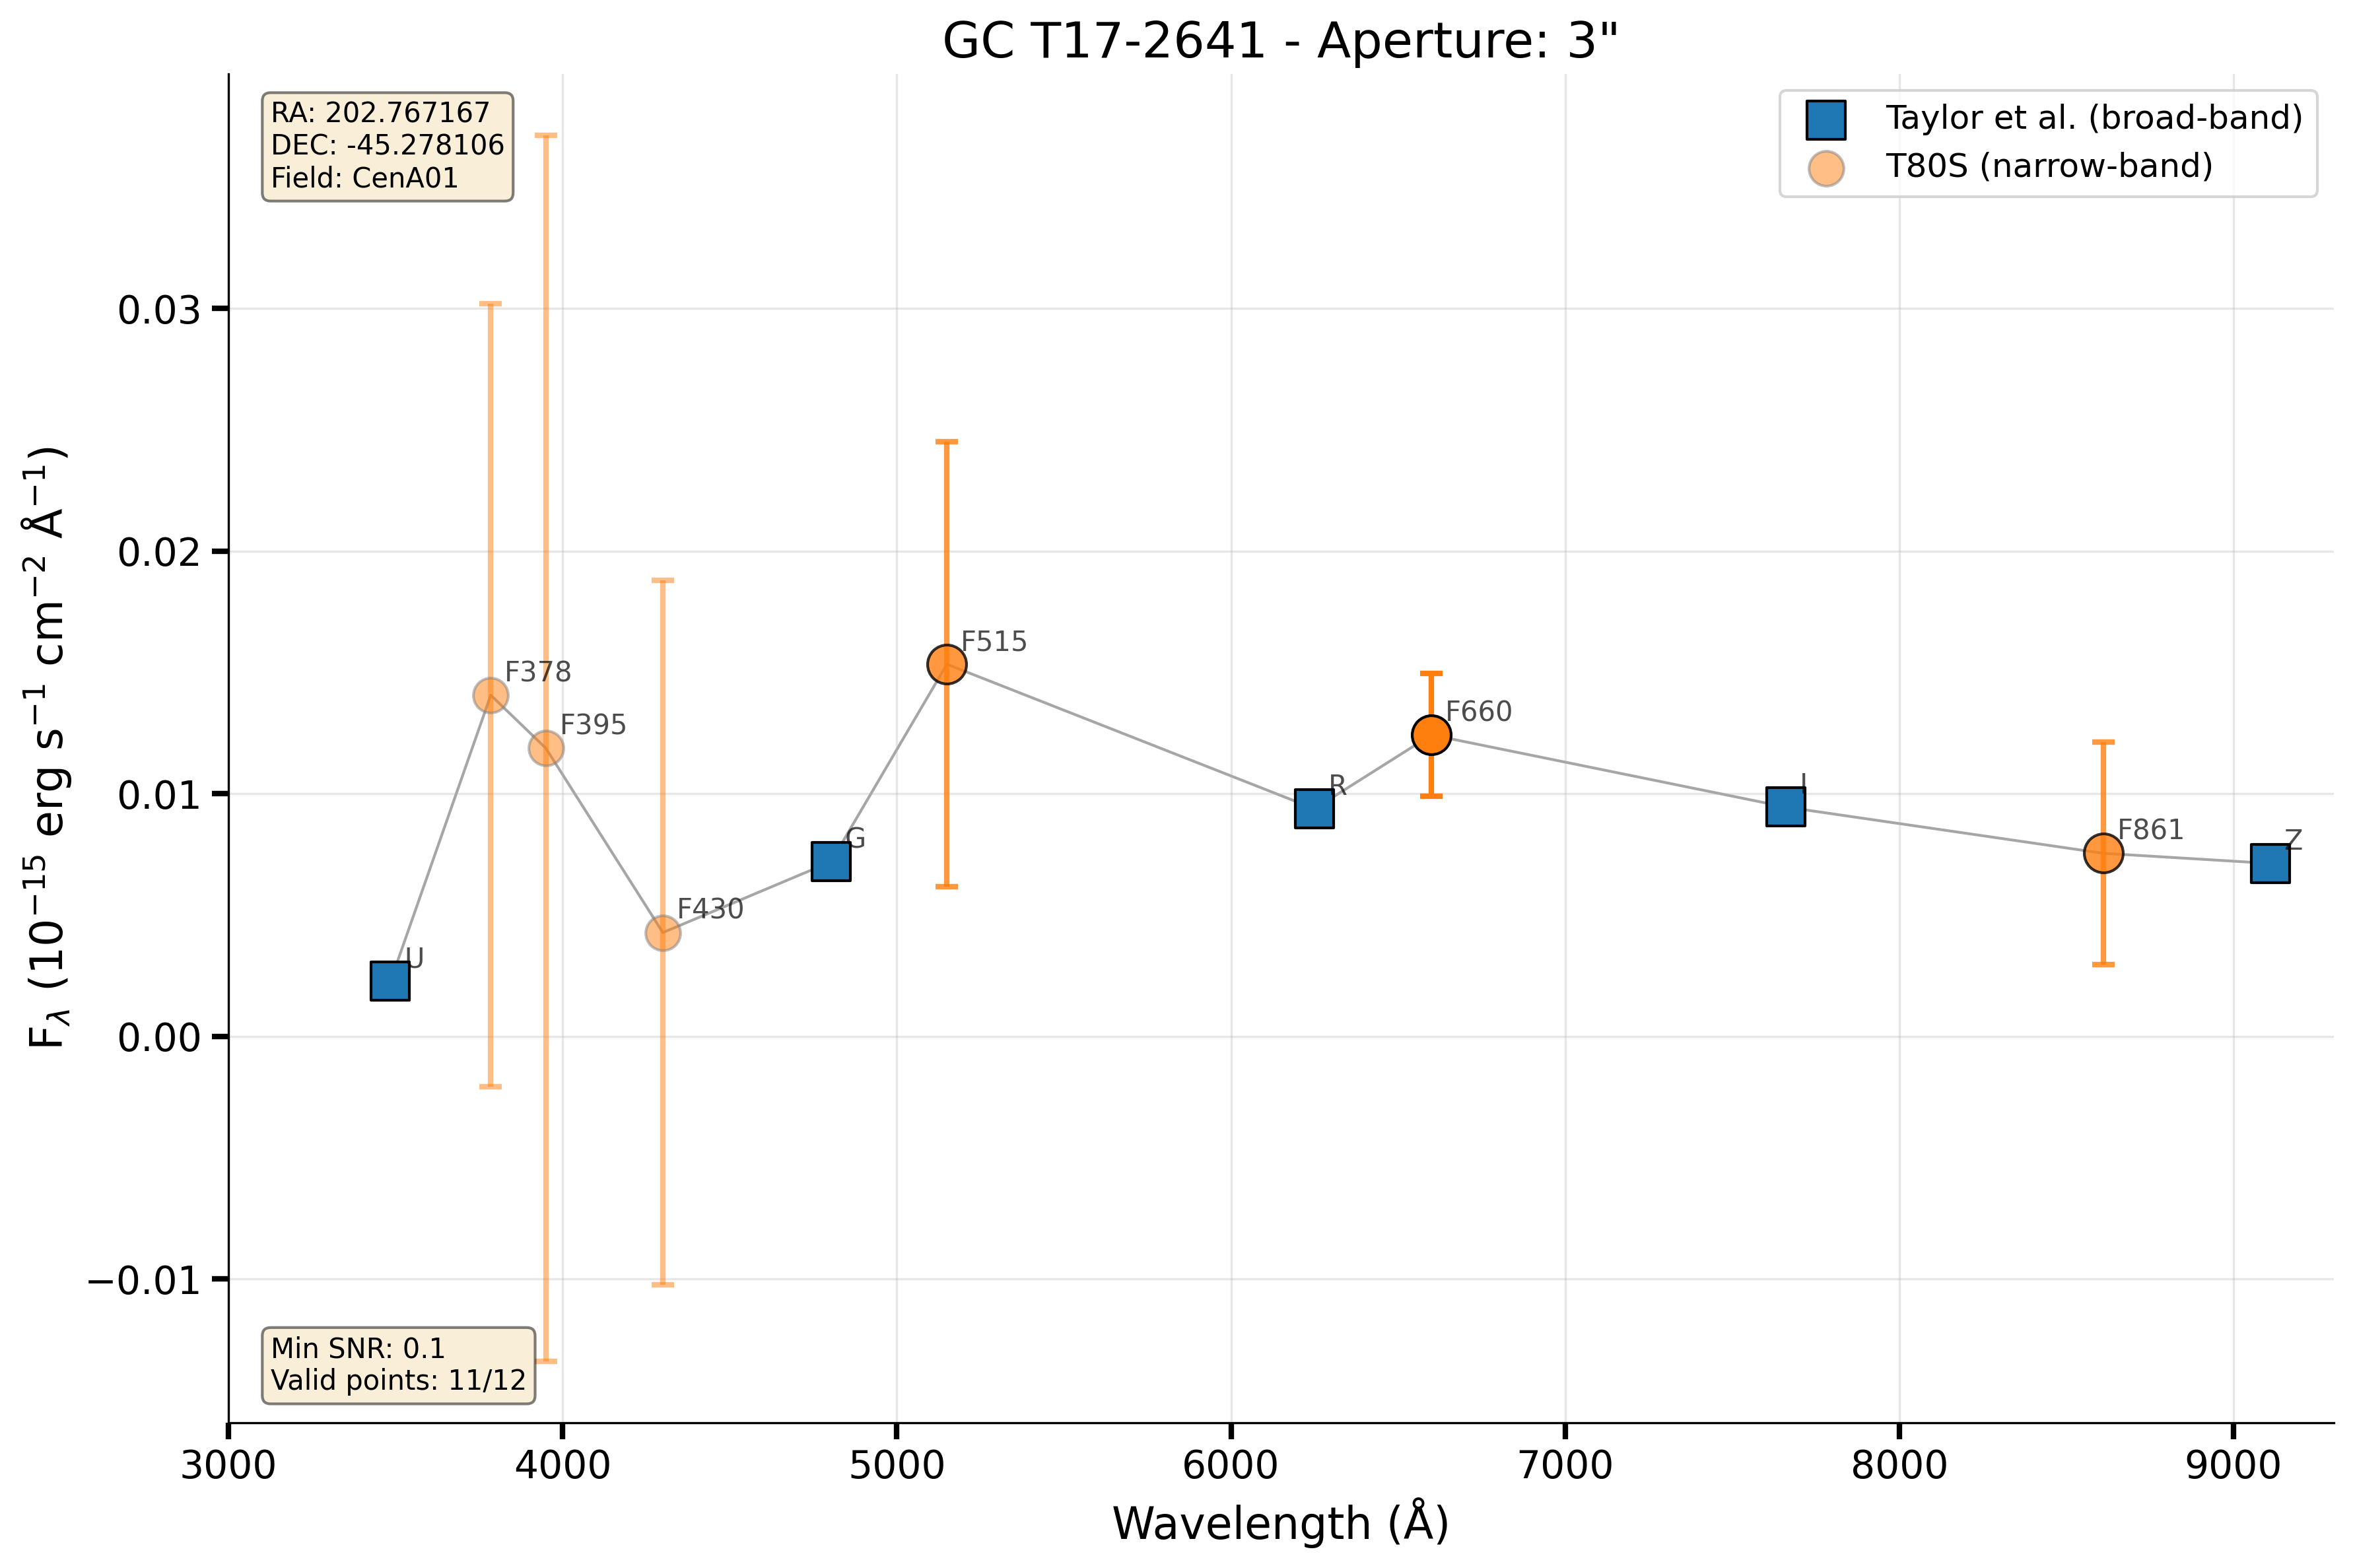 GC T17-2641 - Aperture: 3"
RA: 202.767167
DEC: -45.278106
Field: CenA01
Taylor et al. (broad-band)
T80S (narrow-band)
F_λ (10⁻¹⁵ erg s⁻¹ cm⁻² Å⁻¹)
0.03
0.02
0.01
0.00
−0.01
U
F378
F395
F430
G
F515
R
F660
I
F861
Z
Min SNR: 0.1
Valid points: 11/12
3000 4000 5000 6000 7000 8000 9000
Wavelength (Å)